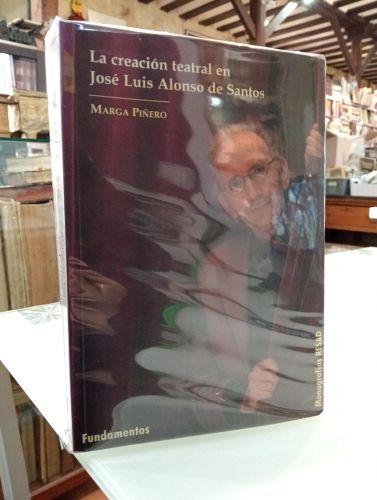 La creación teatral en
José Luis Alonso de Santos
MARGA PIÑERO
Monografías RESAD
Fundamentos